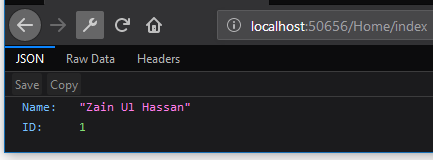 localhost:50656/Home/index
JSON Raw Data Headers
Save Copy
Name: "Zain Ul Hassan"
ID: 1